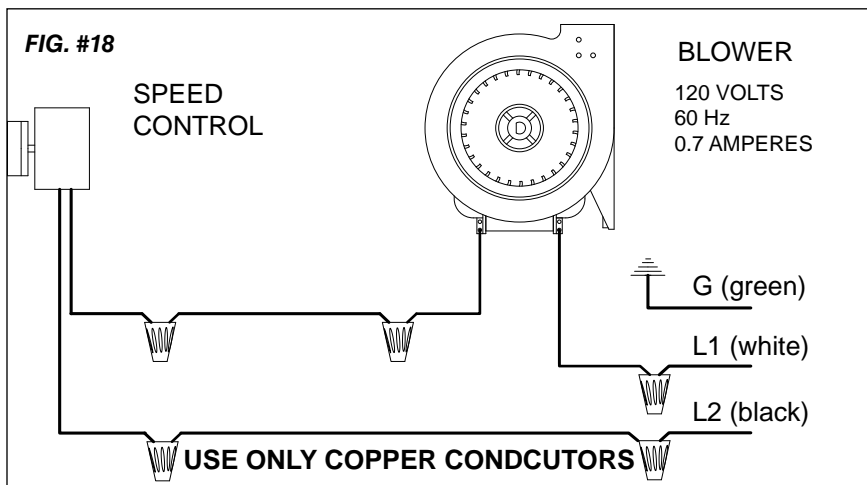 FIG. #18
SPEED
CONTROL
BLOWER
120 VOLTS
60 Hz
0.7 AMPERES
D
G (green)
L1 (white)
L2 (black)
USE ONLY COPPER CONDCUTORS